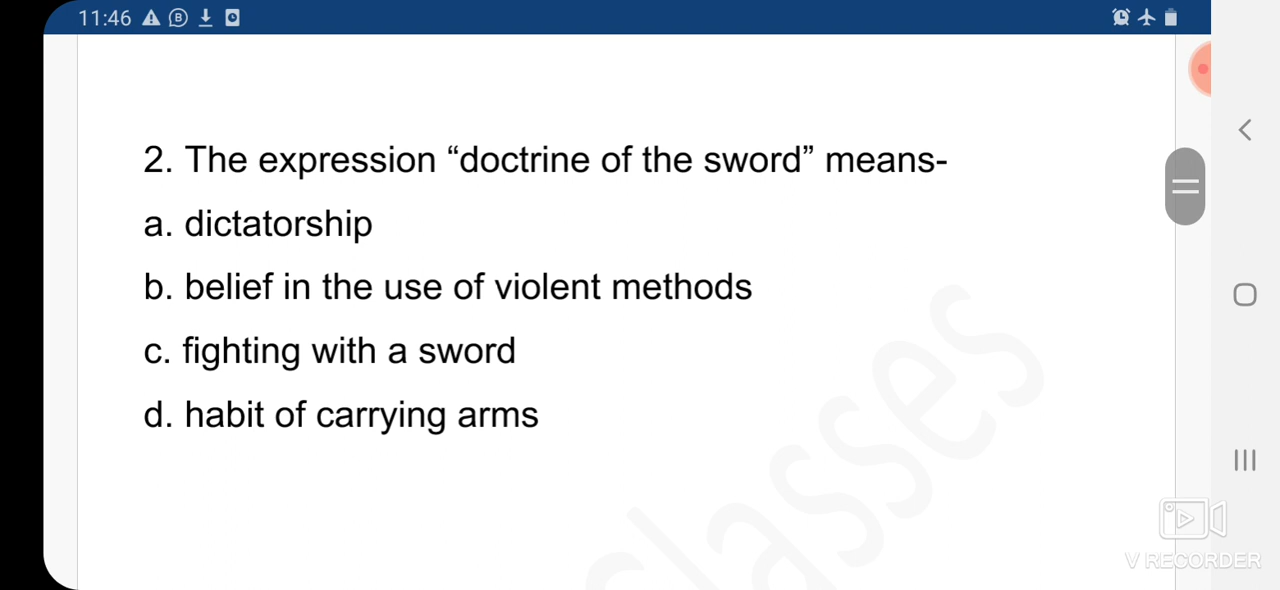 11:46
2. The expression “doctrine of the sword” means-
a. dictatorship
b. belief in the use of violent methods
c. fighting with a sword
d. habit of carrying arms
classes
V RECORDER